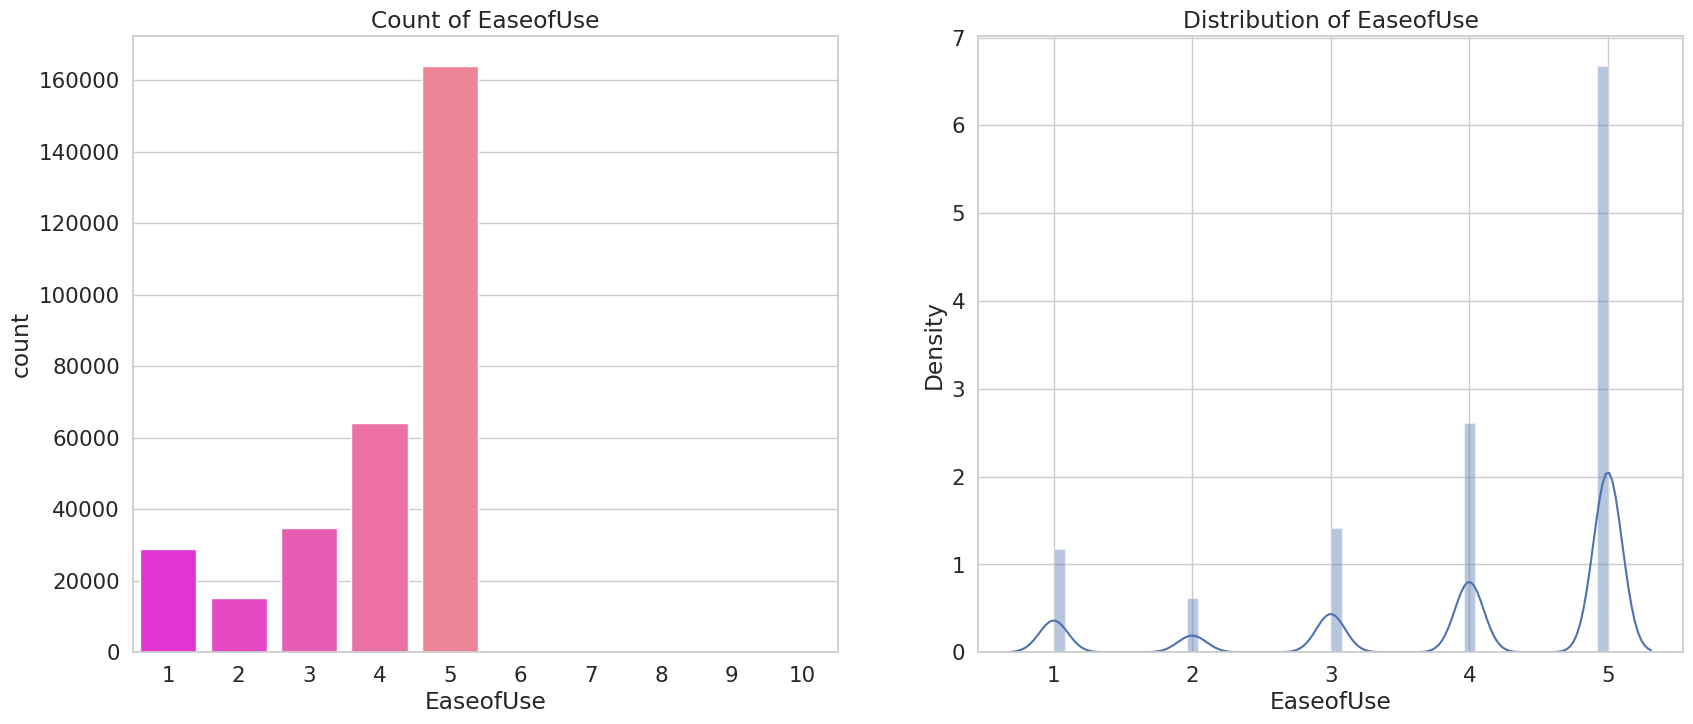 Count of EaseofUse
160000
140000
120000
100000
80000
60000
40000
20000
0
count
1 2 3 4 5 6 7 8 9 10
EaseofUse
Distribution of EaseofUse
7
6
5
4
3
2
1
0
Density
1 2 3 4 5
EaseofUse